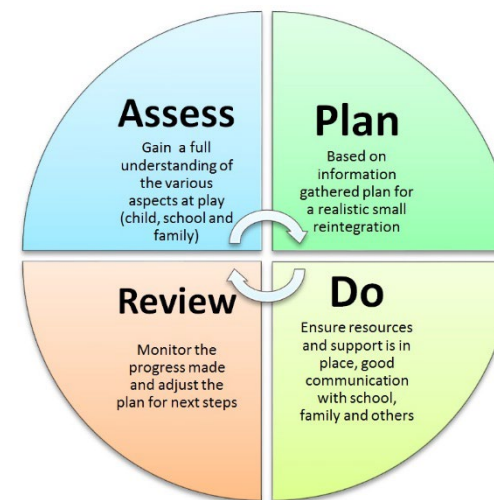 Assess
Gain a full
understanding of
the various
aspects at play
(child, school and
family)
Plan
Based on
information
gathered plan for
a realistic small
reintegration
Review
Monitor the
progress made
and adjust the
plan for next steps
Do
Ensure resources
and support is in
place, good
communication
with school,
family and others